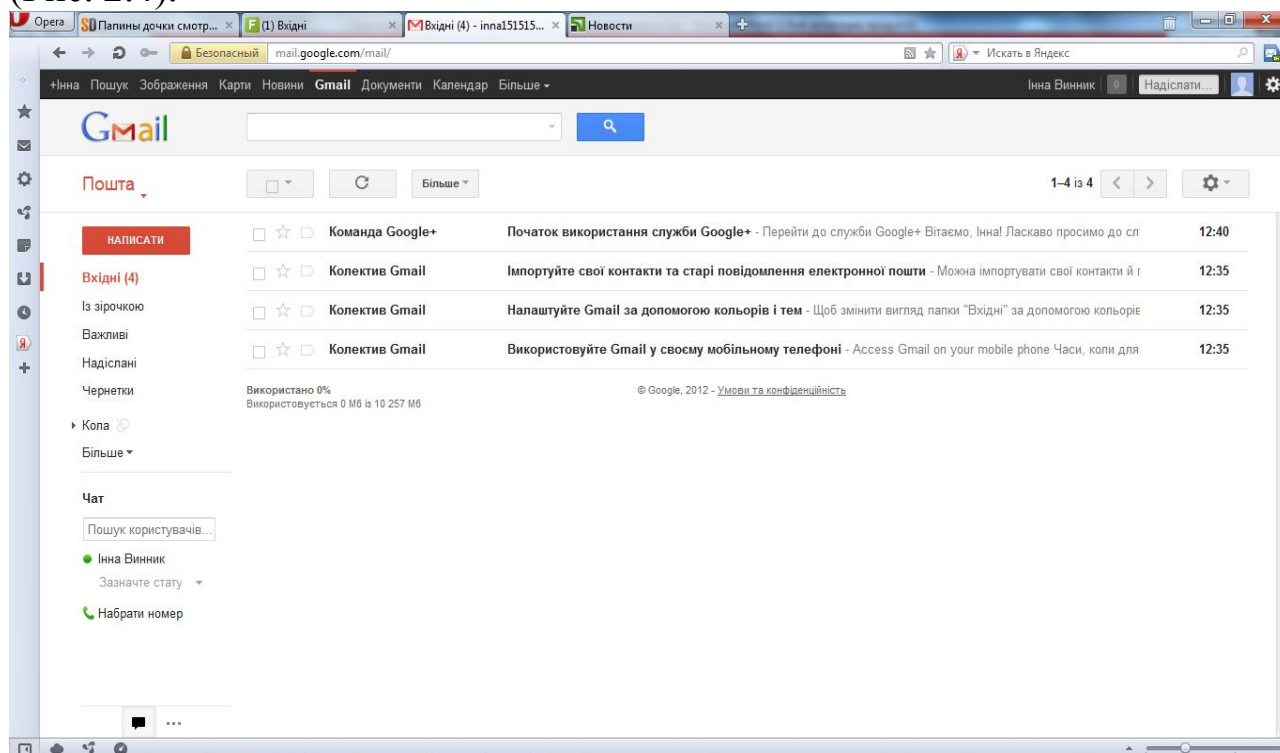 (Рис. 2.4).
Opera Папины дочки смотр... (1) Вхідні Вхідні (4) - inna151515... Новости
Безопасный mail.google.com/mail/ Искать в Яндекс
+Інна Пошук Зображення Карти Новини Gmail Документи Календар Більше Інна Винник 0 Надіслати...
Gmail
Пошта Більше 1–4 із 4
НАПИСАТИ
Команда Google+ Початок використання служби Google+ - Перейти до служби Google+ Вітаємо, Інна! Ласкаво просимо до сл 12:40
Вхідні (4)
Колектив Gmail Імпортуйте свої контакти та старі повідомлення електронної пошти - Можна імпортувати свої контакти й 12:35
Із зірочкою
Колектив Gmail Налаштуйте Gmail за допомогою кольорів і тем - Щоб змінити вигляд папки "Вхідні" за допомогою кольорів 12:35
Важливі
Колектив Gmail Використовуйте Gmail у своєму мобільному телефоні - Access Gmail on your mobile phone Часи, коли для 12:35
Надіслані
Чернетки
Використано 0% © Google, 2012 - Умови та конфіденційність
Використовується 0 Мб із 10 257 Мб
Кола
Більше
Чат
Пошук користувачів...
Інна Винник
Зазначте стату
Набрати номер